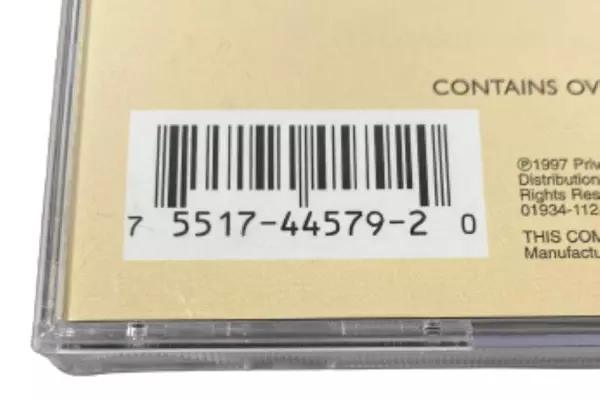 CONTAINS OV
7 5517-44579-2 0
℗1997 Priv
Distribution
Rights Res
01934-112
THIS COM
Manufactu